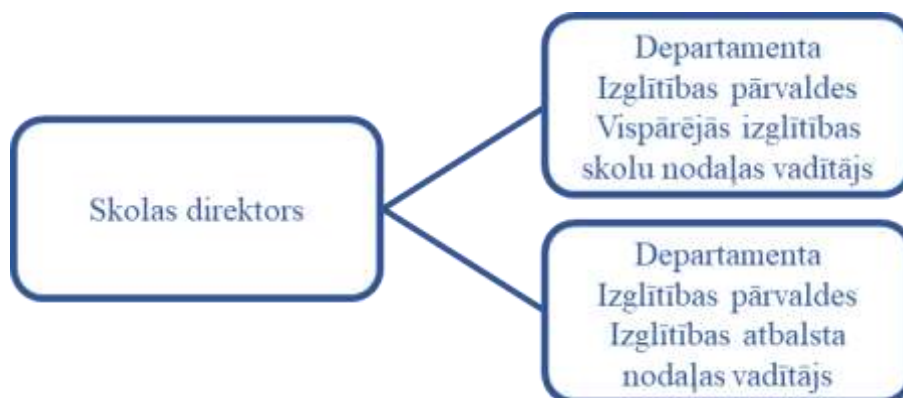 Skolas direktors
Departamenta
Izglītības pārvaldes
Vispārējās izglītības
skolu nodaļas vadītājs
Departamenta
Izglītības pārvaldes
Izglītības atbalsta
nodaļas vadītājs